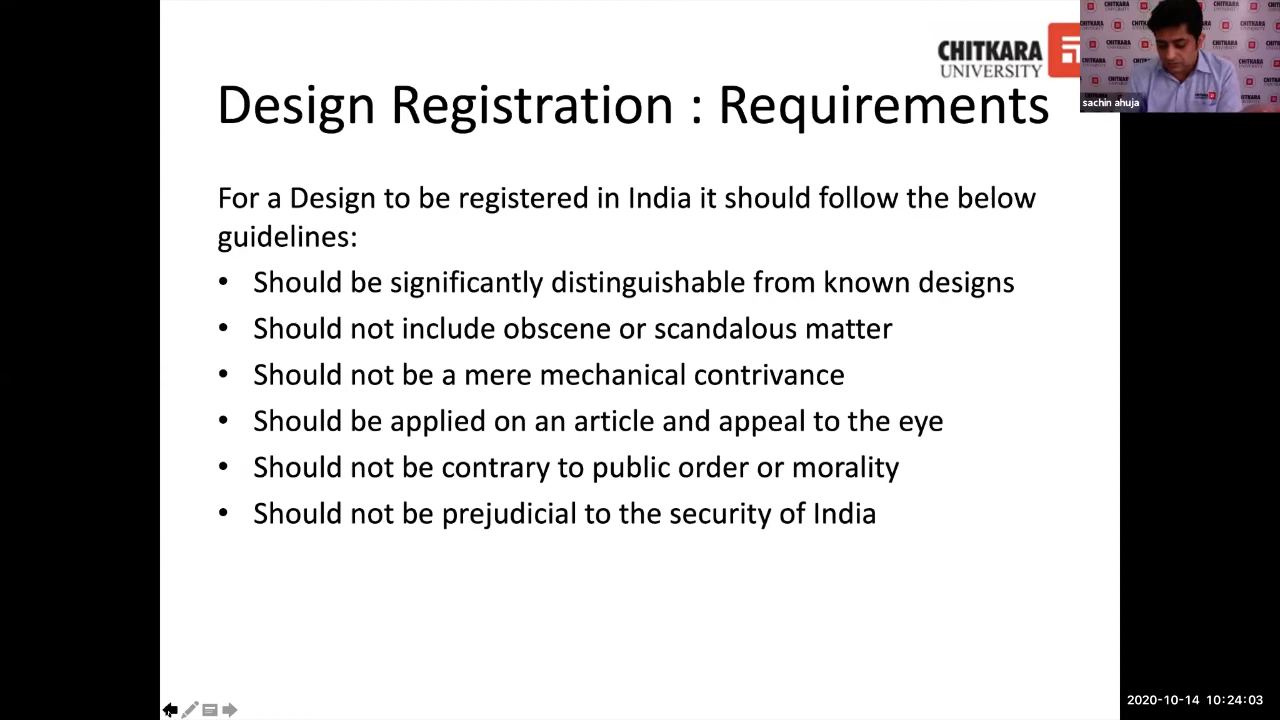 CHITKARA
UNIVERSITY
sachin ahuja
Design Registration : Requirements
For a Design to be registered in India it should follow the below
guidelines:
• Should be significantly distinguishable from known designs
• Should not include obscene or scandalous matter
• Should not be a mere mechanical contrivance
• Should be applied on an article and appeal to the eye
• Should not be contrary to public order or morality
• Should not be prejudicial to the security of India
2020-10-14 10:24:03